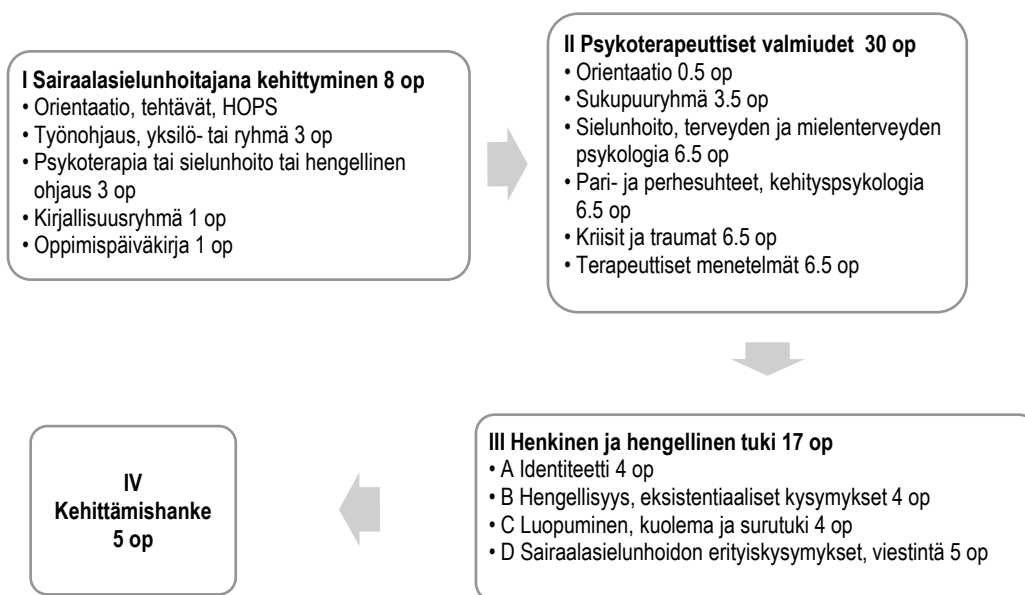 I Sairaalasielunhoitajana kehittyminen 8 op
• Orientaatio, tehtävät, HOPS
• Työnohjaus, yksilö- tai ryhmä 3 op
• Psykoterapia tai sielunhoito tai hengellinen
ohjaus 3 op
• Kirjallisuusryhmä 1 op
• Oppimispäiväkirja 1 op
II Psykoterapeuttiset valmiudet 30 op
• Orientaatio 0.5 op
• Sukupuuryhmä 3.5 op
• Sielunhoito, terveyden ja mielenterveyden
psykologia 6.5 op
• Pari- ja perhesuhteet, kehityspsykologia
6.5 op
• Kriisit ja traumat 6.5 op
• Terapeuttiset menetelmät 6.5 op
III Henkinen ja hengellinen tuki 17 op
• A Identiteetti 4 op
• B Hengellisyys, eksistentiaaliset kysymykset 4 op
• C Luopuminen, kuolema ja surutuki 4 op
• D Sairaalasielunhoidon erityiskysymykset, viestintä 5 op
IV
Kehittämishanke
5 op